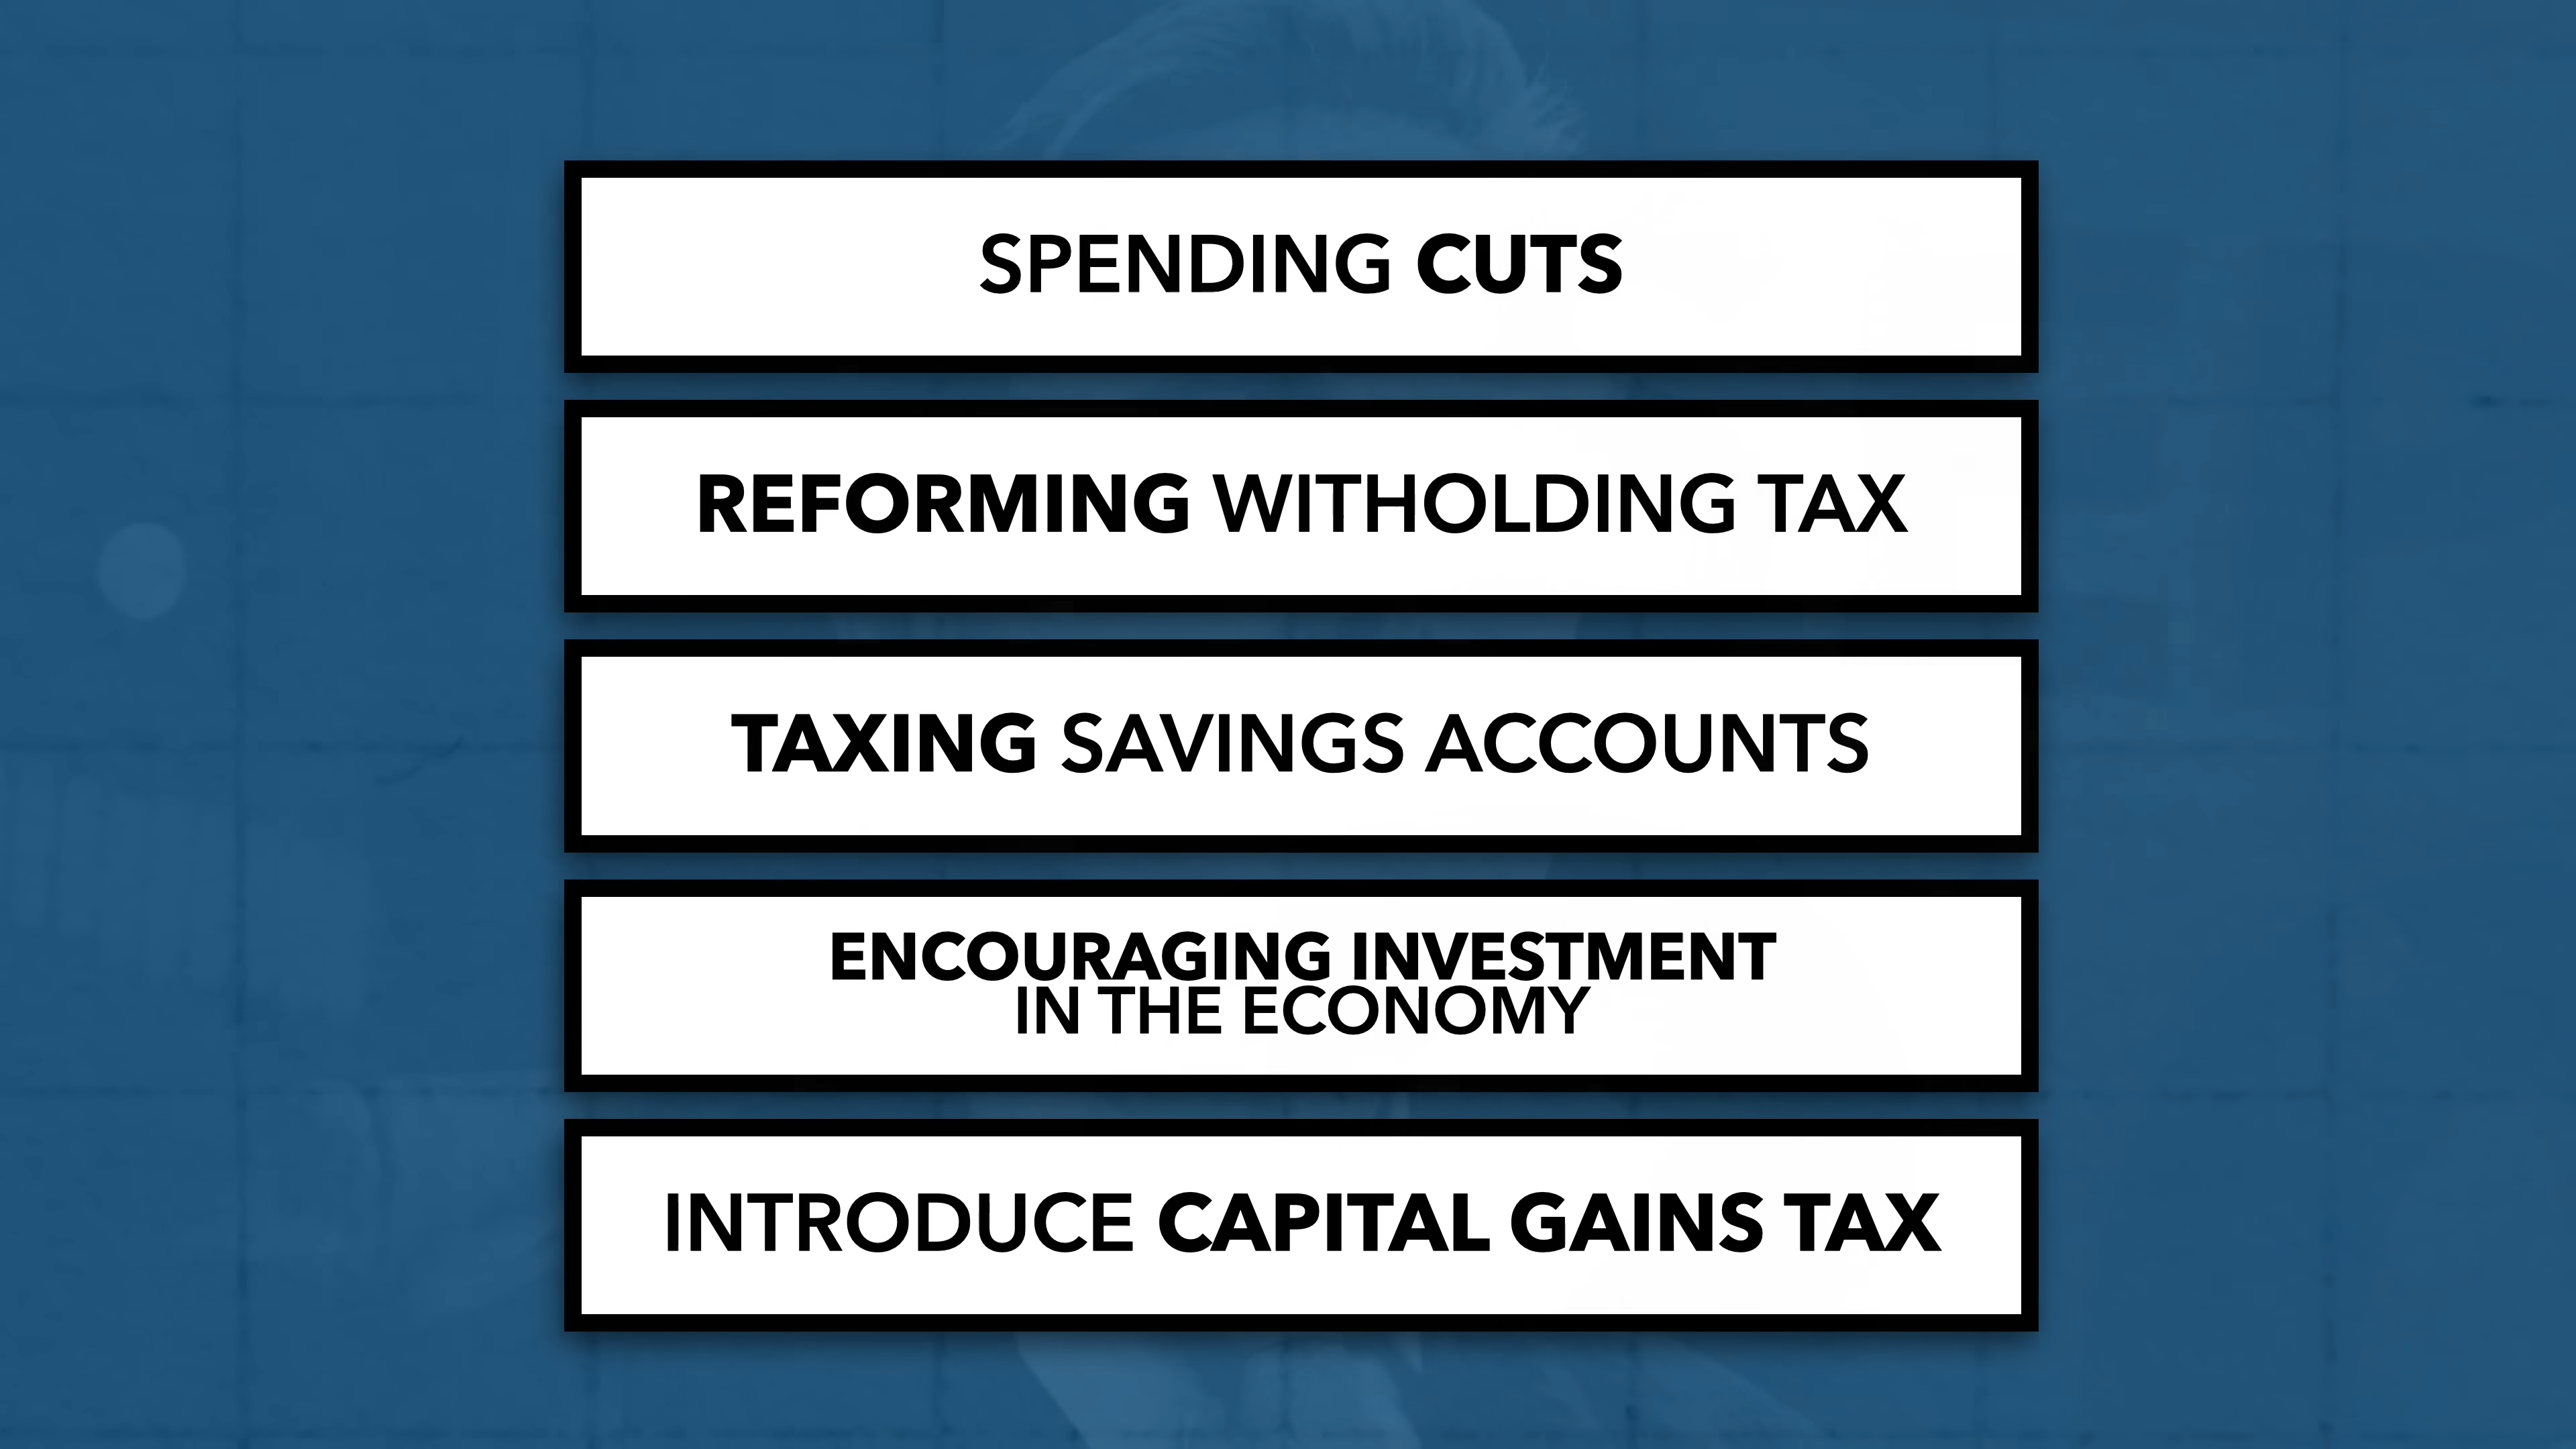 SPENDING CUTS
REFORMING WITHOLDING TAX
TAXING SAVINGS ACCOUNTS
ENCOURAGING INVESTMENT
IN THE ECONOMY
INTRODUCE CAPITAL GAINS TAX